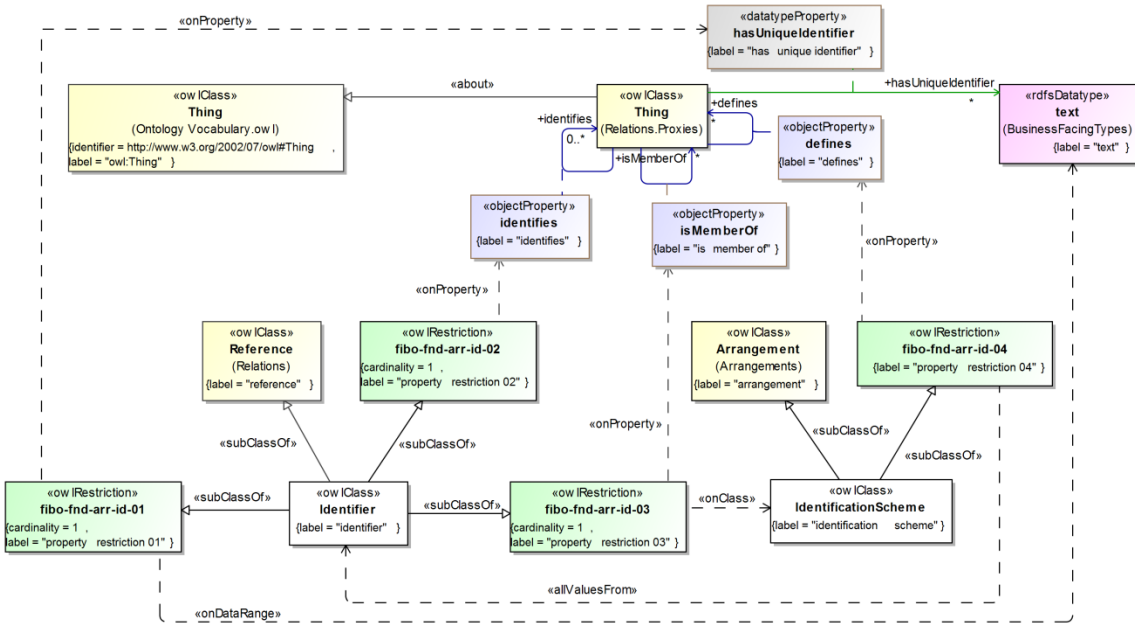 «onProperty»
«datatypeProperty»
hasUniqueIdentifier
{label = "has unique identifier" }
«owlClass»
Thing
(Ontology Vocabulary.owl)
{identifier = http://www.w3.org/2002/07/owl#Thing ,
label = "owl:Thing" }
«about»
«owlClass»
Thing
(Relations.Proxies)
+identifies
0..*
+isMemberOf
*
+defines
*
+hasUniqueIdentifier
*
«rdfsDatatype»
text
(BusinessFacingTypes)
{label = "text" }
«objectProperty»
defines
{label = "defines" }
«objectProperty»
identifies
{label = "identifies" }
«objectProperty»
isMemberOf
{label = "is member of" }
«onProperty»
«onProperty»
«owlClass»
Reference
(Relations)
{label = "reference" }
«owlRestriction»
fibo-fnd-arr-id-02
{cardinality = 1 ,
label = "property restriction 02" }
«owlClass»
Arrangement
(Arrangements)
{label = "arrangement" }
«owlRestriction»
fibo-fnd-arr-id-04
{label = "property restriction 04" }
«onProperty»
«subClassOf»
«subClassOf»
«subClassOf»
«subClassOf»
«owlRestriction»
fibo-fnd-arr-id-01
{cardinality = 1 ,
label = "property restriction 01" }
«subClassOf»
«owlClass»
Identifier
{label = "identifier" }
«subClassOf»
«owlRestriction»
fibo-fnd-arr-id-03
{cardinality = 1 ,
label = "property restriction 03" }
«onClass»
«owlClass»
IdentificationScheme
{label = "identification scheme" }
«allValuesFrom»
«onDataRange»